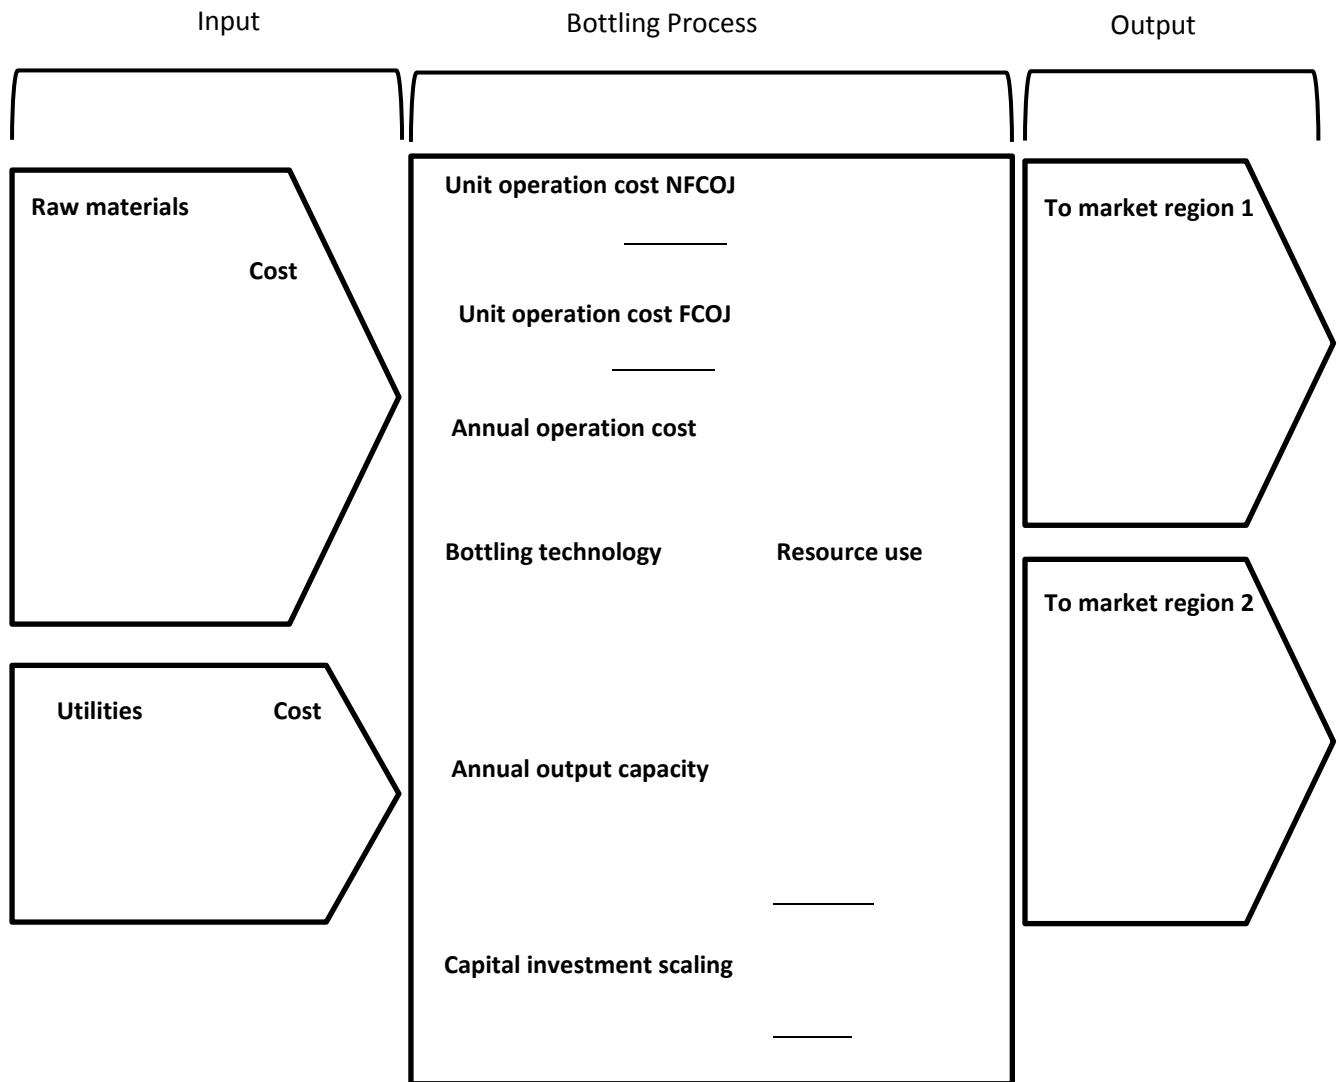 Input
Bottling Process
Output
Raw materials
Cost
Utilities
Cost
Unit operation cost NFCOJ
Unit operation cost FCOJ
Annual operation cost
Bottling technology
Resource use
Annual output capacity
Capital investment scaling
To market region 1
To market region 2